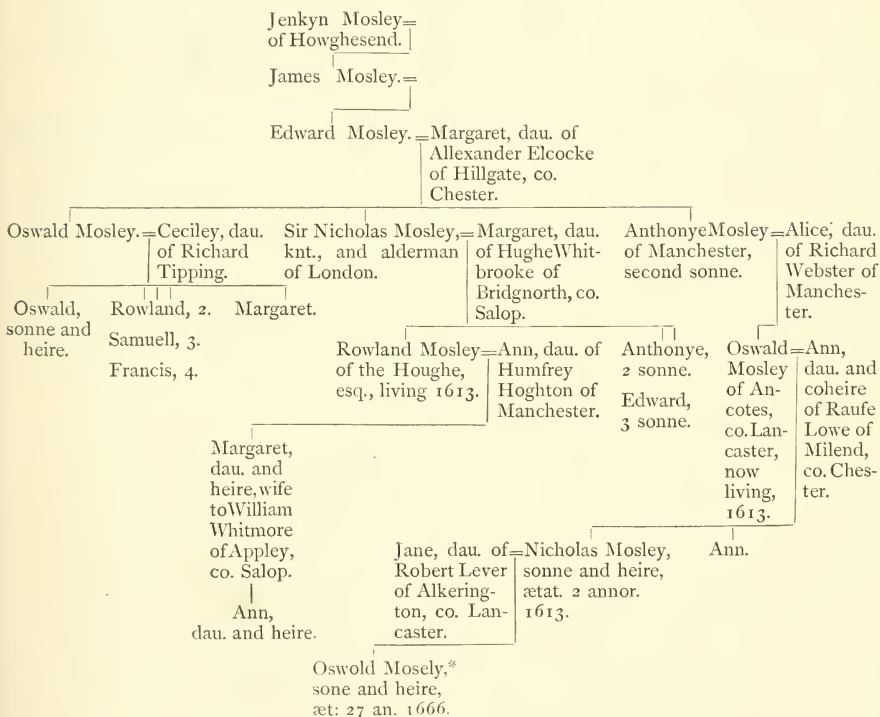 Jenkyn Mosley=
of Howghesend.
James Mosley.=
Edward Mosley.=Margaret, dau. of
Allexander Elcocke
of Hillgate, co.
Chester.
Oswald Mosley.=Ceciley, dau.
of Richard
Tipping.
Sir Nicholas Mosley,=Margaret, dau.
knt., and alderman of HugheWhit-
of London. brooke of
Bridgnorth, co.
Salop.
AnthonyeMosley=Alice, dau.
of Manchester, of Richard
second sonne. Webster of
Manches-
ter.
Oswald,
sonne and
heire.
Rowland, 2.
Samuell, 3.
Francis, 4.
Margaret.
Rowland Mosley=Ann, dau. of
of the Houghe, Humfrey
esq., living 1613. Hoghton of
Manchester.
Anthonye,
2 sonne.
Edward,
3 sonne.
Oswald=Ann,
Mosley dau. and
of An- coheire
cotes, of Raufe
co. Lan- Lowe of
caster, Milend,
now co. Ches-
living, ter.
1613.
Margaret,
dau. and
heire, wife
toWilliam
Whitmore
of Appley,
co. Salop.
Ann,
dau. and heire.
Jane, dau. of=Nicholas Mosley,
Robert Lever sonne and heire,
of Alkering- ætat. 2 annor.
ton, co. Lan- 1613.
caster.
Ann.
Oswold Mosely,*
sone and heire,
æt: 27 an. 1666.